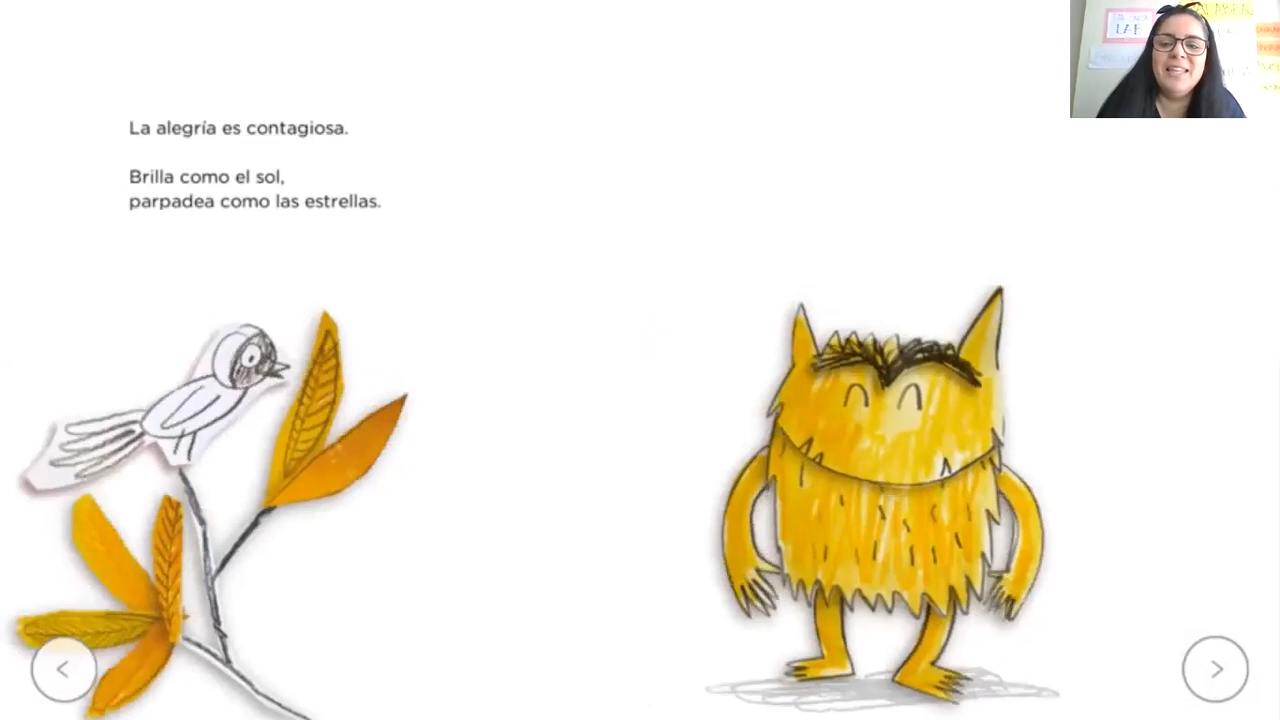 La alegría es contagiosa.
Brilla como el sol,
parpadea como las estrellas.